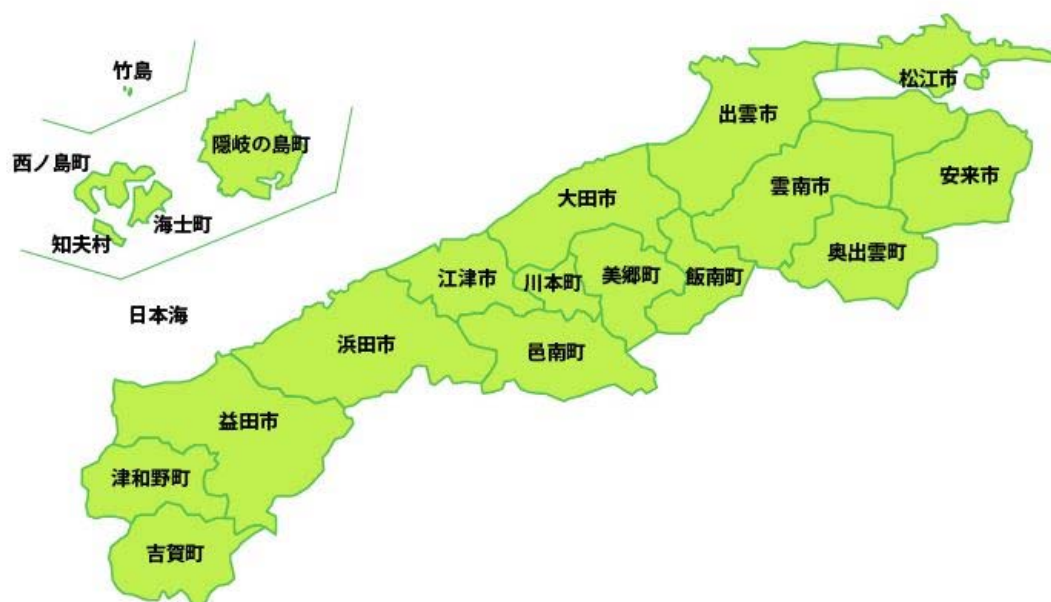 竹島
隠岐の島町
西ノ島町
海士町
知夫村
日本海
松江市
出雲市
安来市
雲南市
大田市
奥出雲町
飯南町
美郷町
川本町
江津市
邑南町
浜田市
益田市
津和野町
吉賀町